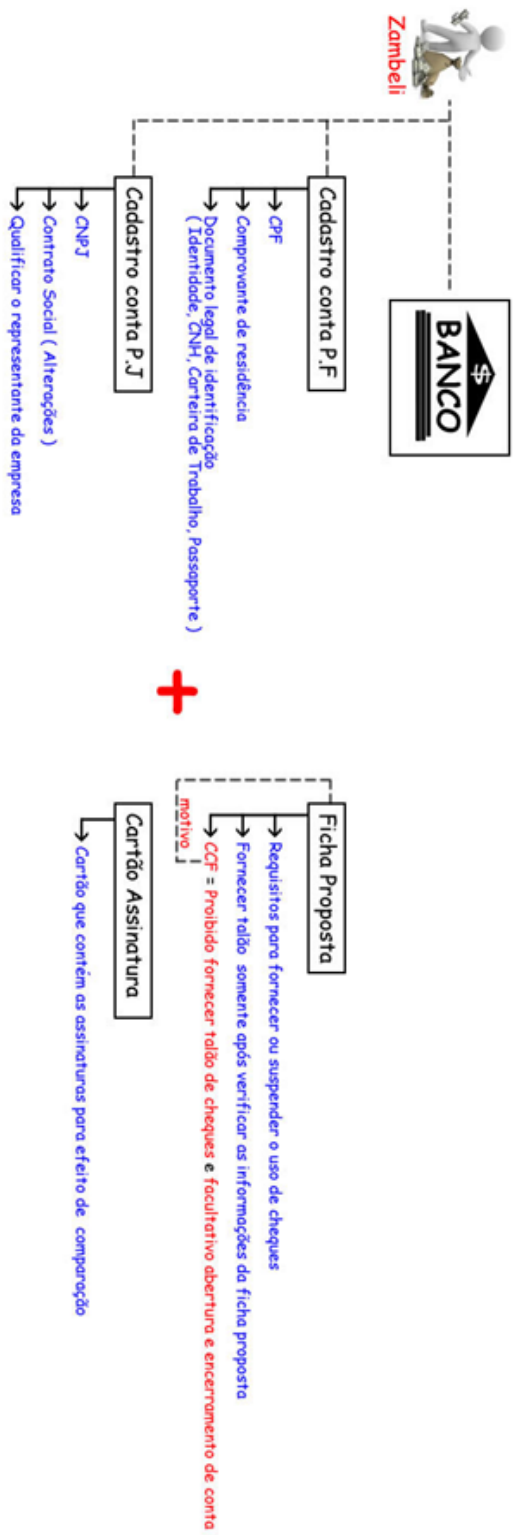 Zambeli
$
BANCO
Cadastro conta P.F
CPF
Comprovante de residência
Documento legal de identificação
( Identidade, CNH, Carteira de Trabalho, Passaporte )
Cadastro conta P.J
CNPJ
Contrato Social ( Alterações )
Qualificar o representante da empresa
+
Ficha Proposta
Requisitos para fornecer ou suspender o uso de cheques
Fornecer talão somente após verificar as informações da ficha proposta
CCF = Proibido fornecer talão de cheques e facultativo abertura e encerramento de conta
motivo
Cartão Assinatura
Cartão que contém as assinaturas para efeito de comparação